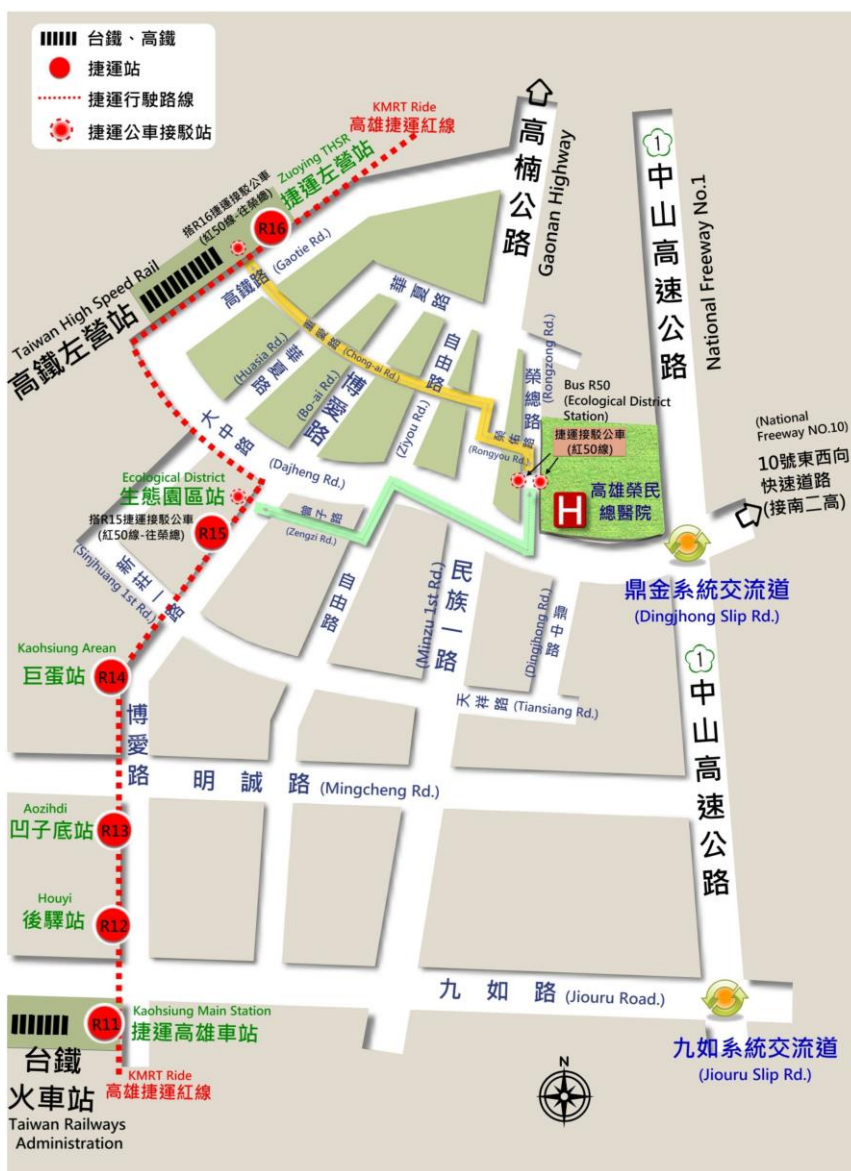 台鐵、高鐵
捷運站
捷運行駛路線
捷運公車接駁站
KMRT Ride
高雄捷運紅線
Zuoying THSR
捷運左營站
搭R16捷運接駁公車
(紅50線-往榮總)
R16
Taiwan High Speed Rail
高鐵左營站
高鐵路 (Gaotie Rd.)
高楠公路
Gaonan Highway
1
中山高速公路
National Freeway No.1
華夏路
重愛路 (Chong-ai Rd.)
(Huasia Rd.)
華夏路
(Bo-ai Rd.)
博愛路
自由路
(Ziyou Rd.)
榮總路
(Rongzong Rd.)
榮佑路
(Rongyou Rd.)
Bus R50
(Ecological District
Station)
捷運接駁公車
(紅50線)
H
高雄榮民
總醫院
(National
Freeway NO.10)
10號東西向
快速道路
(接南二高)
大中路
(Dajheng Rd.)
Ecological District
生態園區站
搭R15捷運接駁公車
(紅50線-往榮總)
R15
曾子路
(Zengzi Rd.)
新莊一路
(Sinjhuang 1st Rd.)
自由路
民族一路
(Minzu 1st Rd.)
鼎中路
(Dingjhong Rd.)
鼎金系統交流道
(Dingjhong Slip Rd.)
Kaohsiung Arean
巨蛋站
R14
天祥路 (Tiansiang Rd.)
1
中山高速公路
博愛路
明誠路 (Mingcheng Rd.)
Aozihdi
凹子底站
R13
Houyi
後驛站
R12
九如路 (Jiouru Road.)
R11
Kaohsiung Main Station
捷運高雄車站
九如系統交流道
(Jiouru Slip Rd.)
台鐵
火車站
Taiwan Railways
Administration
KMRT Ride
高雄捷運紅線
N